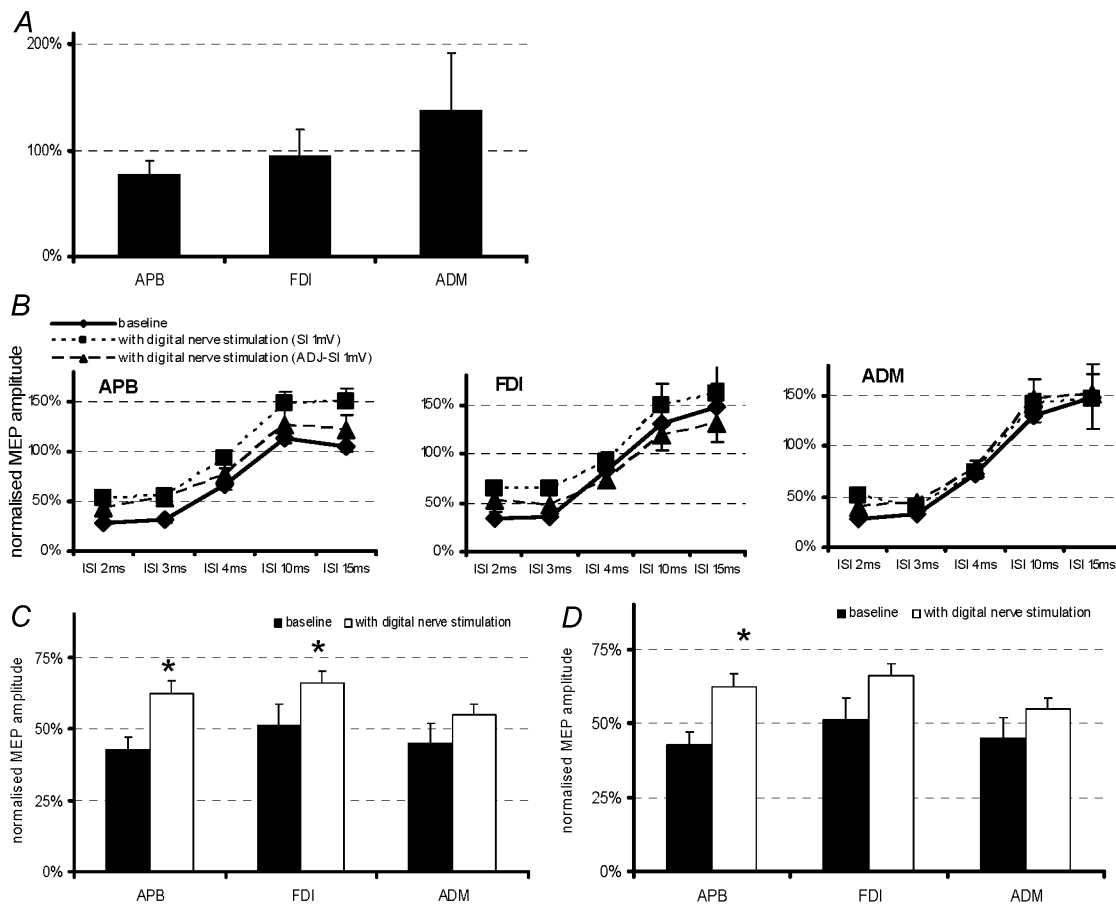 A
200%
100%
0%
APB FDI ADM
B
baseline
with digital nerve stimulation (SI 1mV)
with digital nerve stimulation (ADJ-SI 1mV)
normalised MEP amplitude
APB
150%
100%
50%
0%
ISI 2ms ISI 3ms ISI 4ms ISI 10ms ISI 15ms
FDI
150%
100%
50%
0%
ISI 2ms ISI 3ms ISI 4ms ISI 10ms ISI 15ms
ADM
150%
100%
50%
0%
ISI 2ms ISI 3ms ISI 4ms ISI 10ms ISI 15ms
C
baseline with digital nerve stimulation
normalised MEP amplitude
75%
50%
25%
0%
* *
APB FDI ADM
D
baseline with digital nerve stimulation
normalised MEP amplitude
75%
50%
25%
0%
*
APB FDI ADM